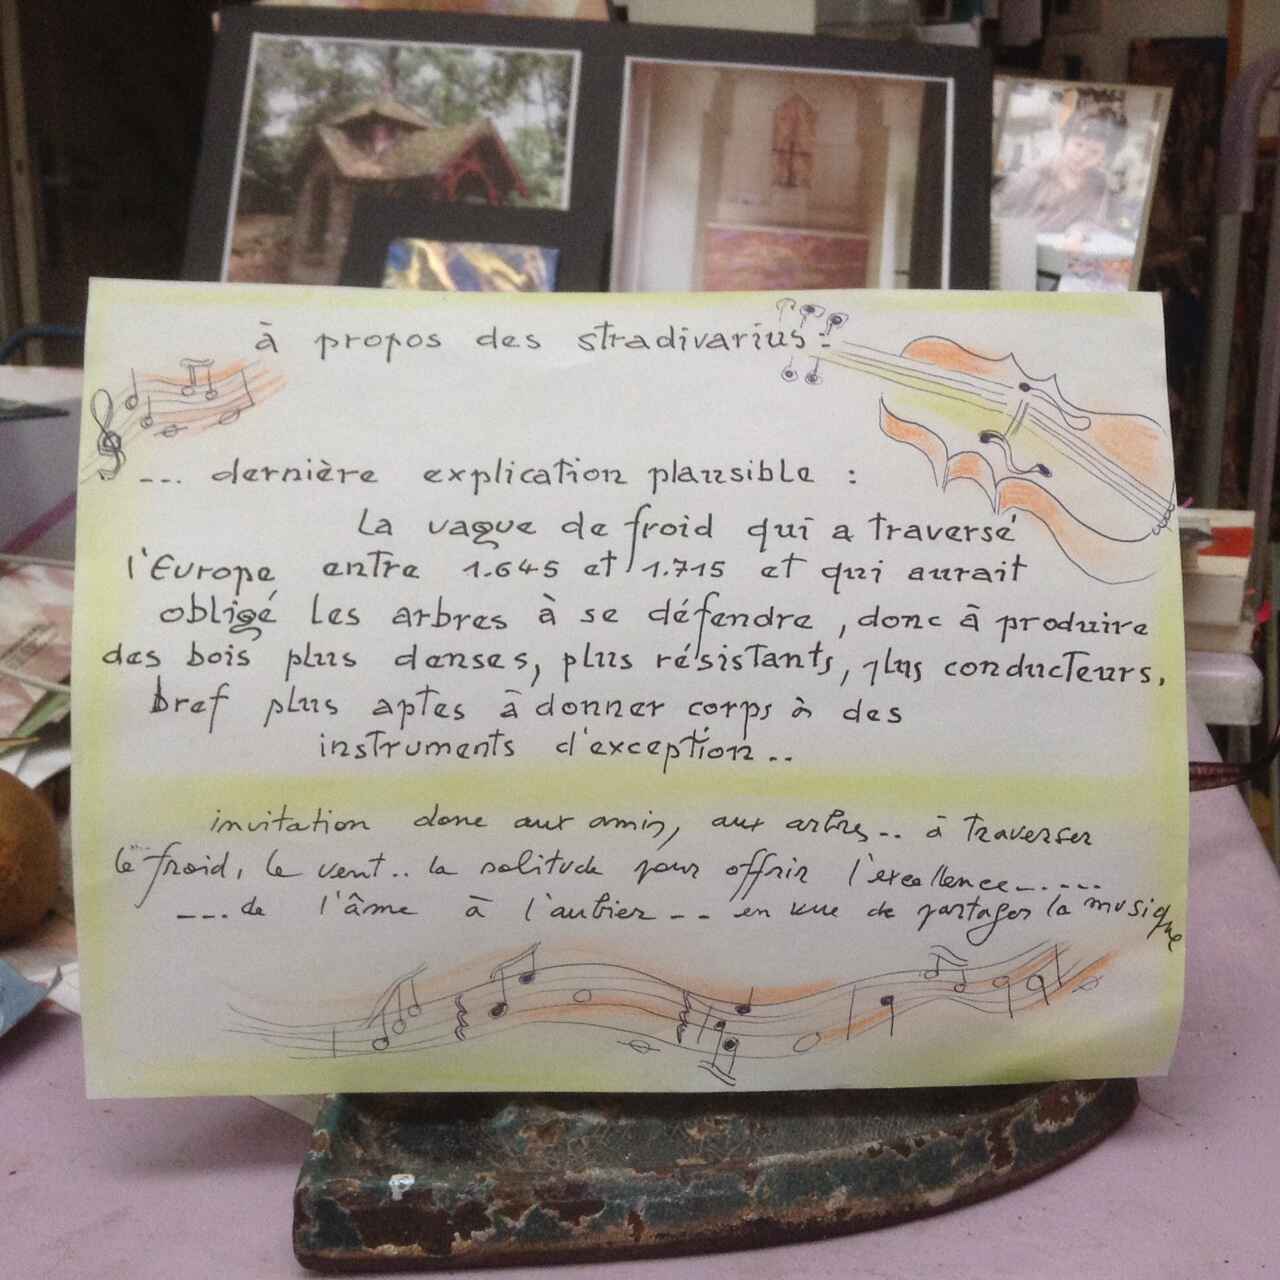 à propos des stradivarius :
--- dernière explication plausible :
La vague de froid qui a traversé
l'Europe entre 1.645 et 1.715 et qui aurait
obligé les arbres à se défendre, donc à produire
des bois plus denses, plus résistants, plus conducteurs,
bref plus aptes à donner corps à des
instruments d'exception..
invitation donc aux amis, aux arbres.. à traverser
le froid, le vent.. la solitude pour offrir l'excellence.....
---de l'âme à l'aubier -- en vue de partager la musique